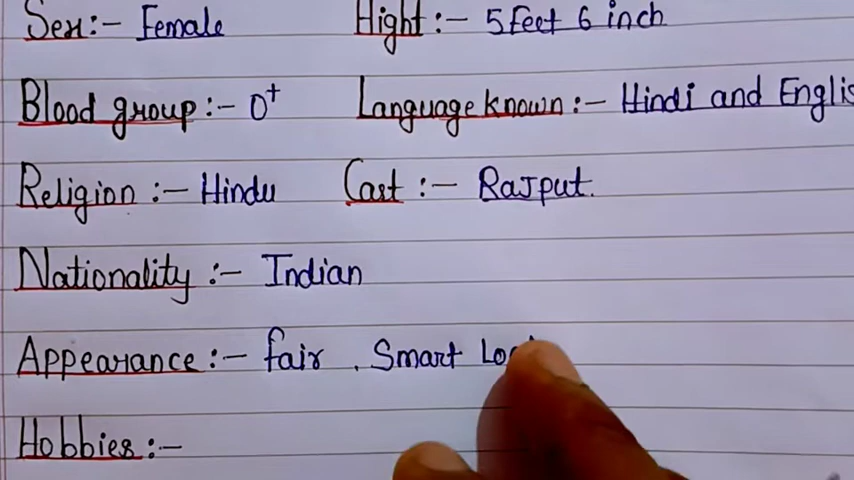 Sex:- Female Hight:- 5 feet 6 inch
Blood group:- O+ Language known:- Hindi and Englis
Religion:- Hindu Cast:- Rajput.
Nationality:- Indian
Appearance:- fair, Smart
Hobbies:-